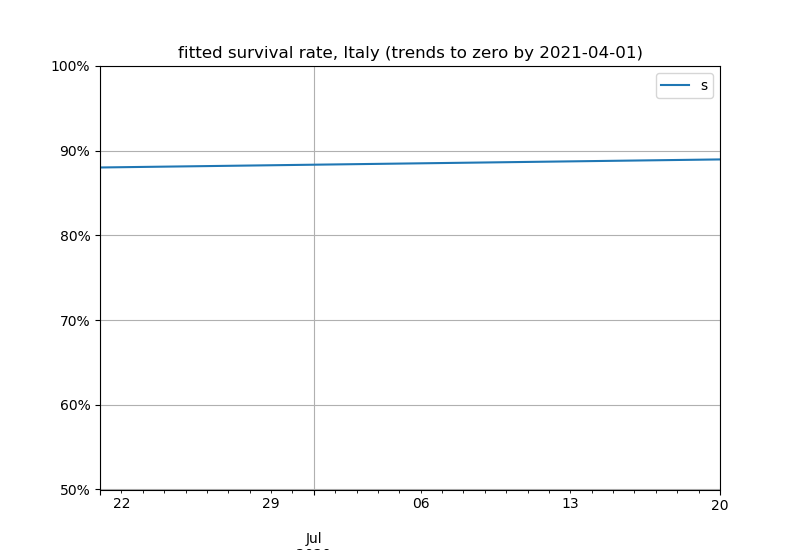 fitted survival rate, Italy (trends to zero by 2021-04-01)
100%
s
90%
80%
70%
60%
50%
22 29 06 13 20
Jul